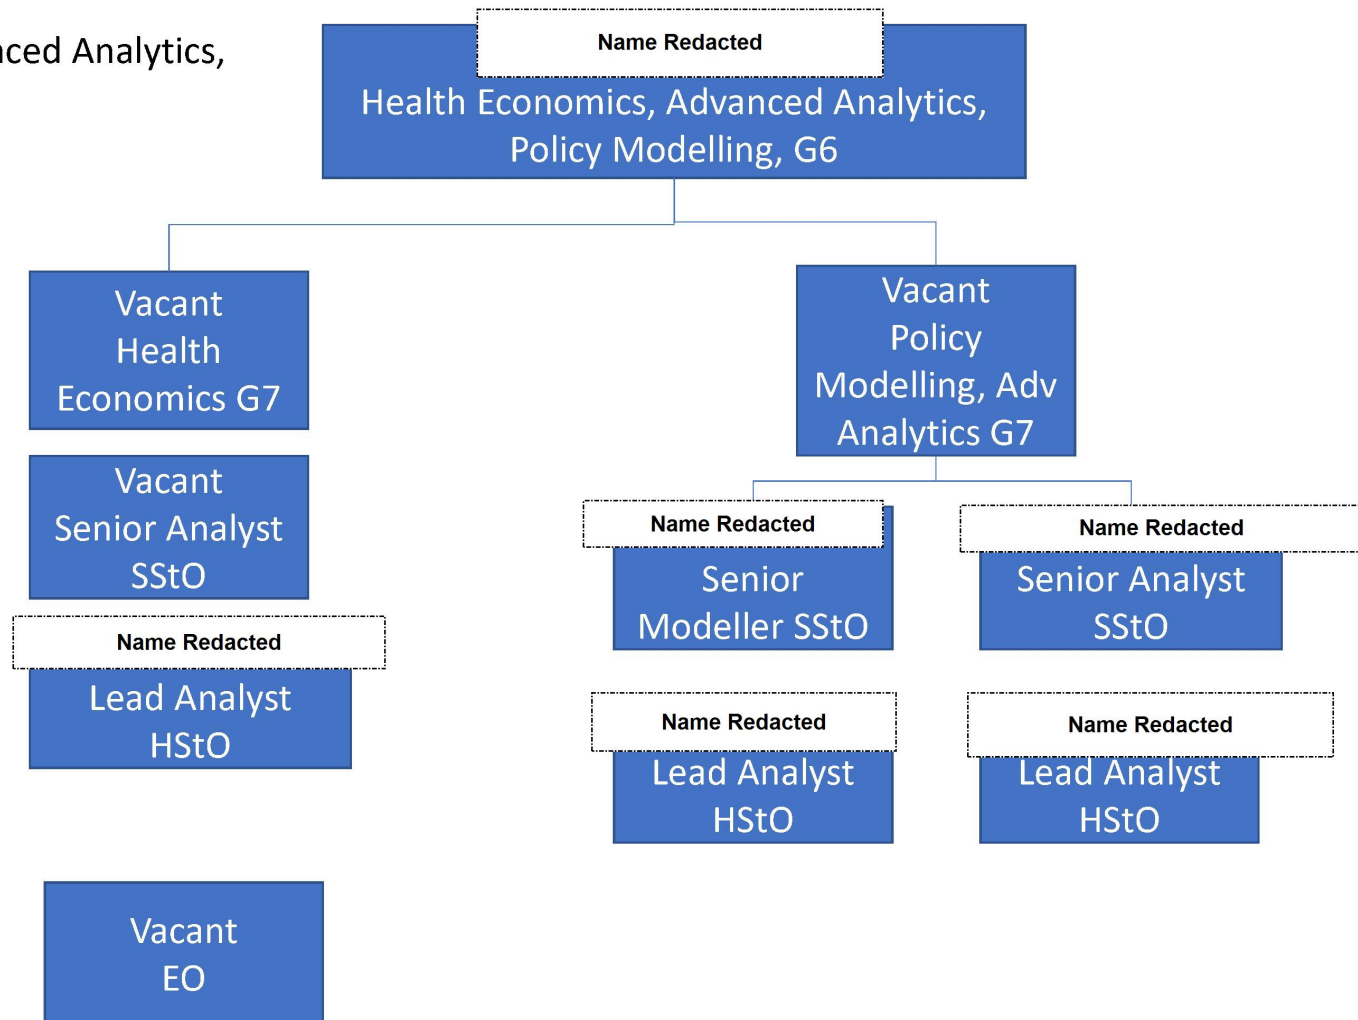 Analytics,
Name Redacted
Health Economics, Advanced Analytics,
Policy Modelling, G6
Vacant
Health
Economics G7
Vacant
Policy
Modelling, Adv
Analytics G7
Vacant
Senior Analyst
SStO
Name Redacted
Senior
Modeller SStO
Name Redacted
Senior Analyst
SStO
Name Redacted
Lead Analyst
HStO
Name Redacted
Lead Analyst
HStO
Name Redacted
Lead Analyst
HStO
Vacant
EO